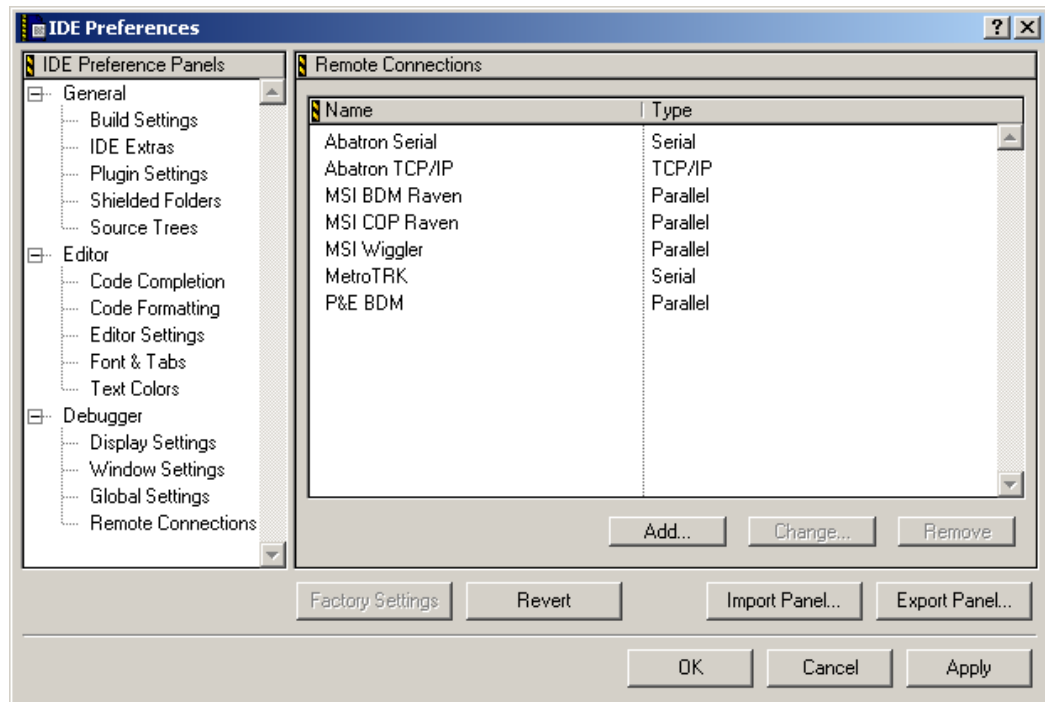 IDE Preferences
IDE Preference Panels
General
Build Settings
IDE Extras
Plugin Settings
Shielded Folders
Source Trees
Editor
Code Completion
Code Formatting
Editor Settings
Font & Tabs
Text Colors
Debugger
Display Settings
Window Settings
Global Settings
Remote Connections
Remote Connections
Name Type
Abatron Serial Serial
Abatron TCP/IP TCP/IP
MSI BDM Raven Parallel
MSI COP Raven Parallel
MSI Wiggler Parallel
MetroTRK Serial
P&E BDM Parallel
Add... Change... Remove
Factory Settings Revert Import Panel... Export Panel...
OK Cancel Apply